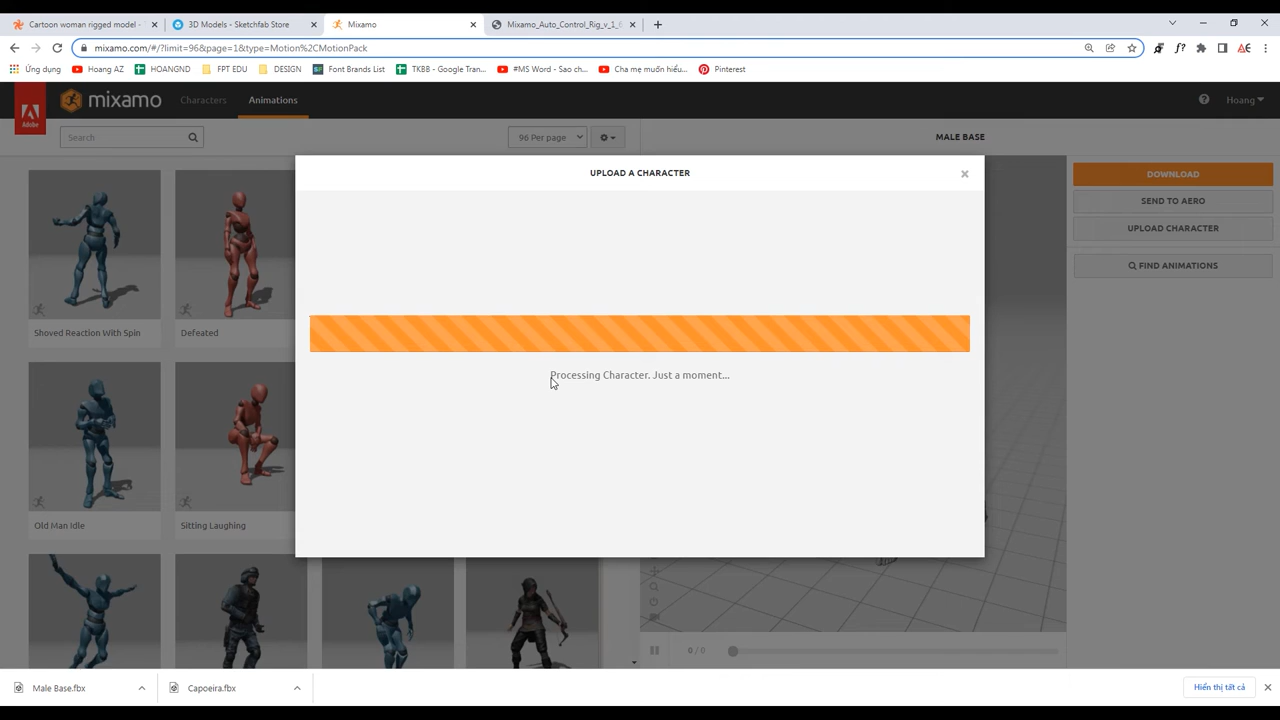 Cartoon woman rigged model -
3D Models - Sketchfab Store
Mixamo
Mixamo_Auto_Control_Rig_v_1_6
mixamo.com/#/?limit=96&page=1&type=Motion%2CMotionPack
Ứng dụng
Hoang AZ
HOANGND
FPT EDU
DESIGN
Font Brands List
TKBB - Google Tran...
#MS Word - Sao ch...
Cha mẹ muốn hiểu...
Pinterest
Adobe
mixamo
Characters
Animations
Hoang
Search
96 Per page
MALE BASE
UPLOAD A CHARACTER
DOWNLOAD
SEND TO AERO
UPLOAD CHARACTER
FIND ANIMATIONS
Shoved Reaction With Spin
Defeated
Processing Character. Just a moment...
Old Man Idle
Sitting Laughing
0 / 0
Male Base.fbx
Capoeira.fbx
Hiển thị tất cả